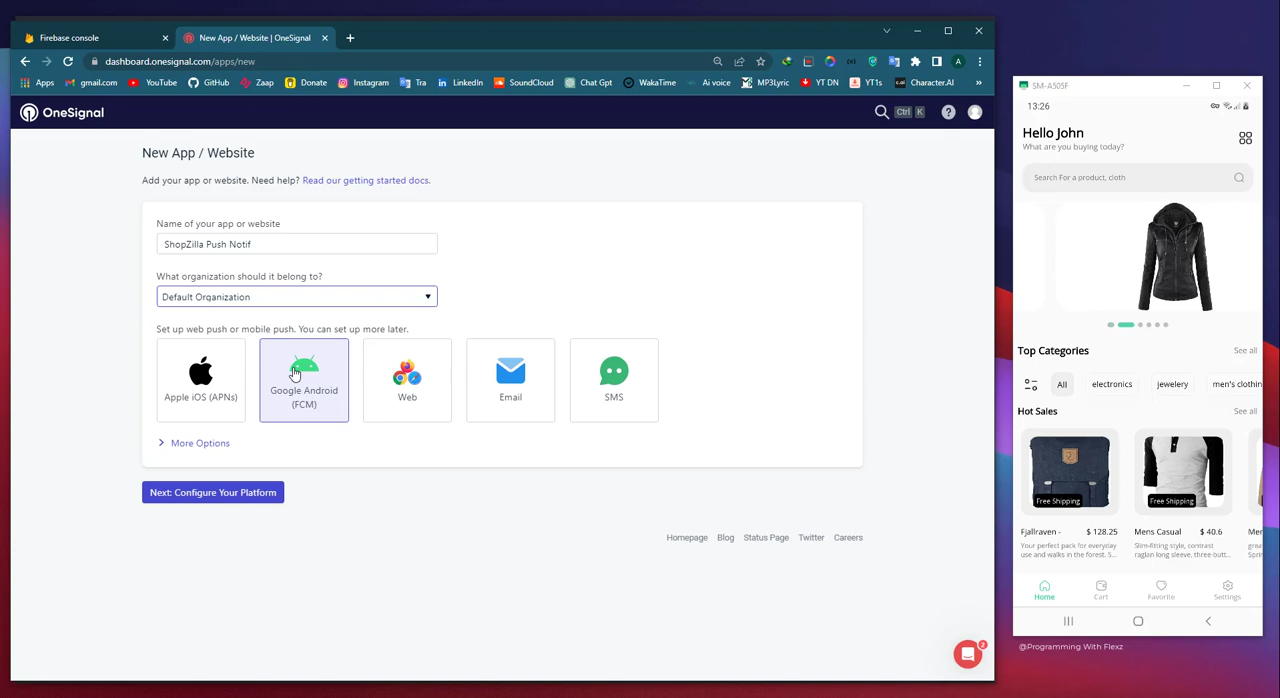 Firebase console
New App / Website | OneSignal
dashboard.onesignal.com/apps/new
Apps
gmail.com
YouTube
GitHub
Zaap
Donate
Instagram
Tra
LinkedIn
SoundCloud
Chat Gpt
WakaTime
Ai voice
MP3Lyric
YT DN
YT1s
c.ai
Character.AI
»
OneSignal
Ctrl K
?
New App / Website
Add your app or website. Need help? Read our getting started docs.
Name of your app or website
ShopZilla Push Notif
What organization should it belong to?
Default Organization
Set up web push or mobile push. You can set up more later.
Apple iOS (APNs)
Google Android
(FCM)
Web
Email
SMS
More Options
Next: Configure Your Platform
Homepage
Blog
Status Page
Twitter
Careers
2
SM-A505F
13:26
Hello John
What are you buying today?
Search For a product, cloth
Top Categories
See all
All
electronics
jewelery
men's clothin
Hot Sales
See all
Free Shipping
Free Shipping
Fjallraven -
$ 128.25
Your perfect pack for everyday
use and walks in the forest. S...
Mens Casual
$ 40.6
Slim-fitting style, contrast
raglan long sleeve, three-butt...
Me
grea
Sprin
Home
Cart
Favorite
Settings
@Programming With Flexz